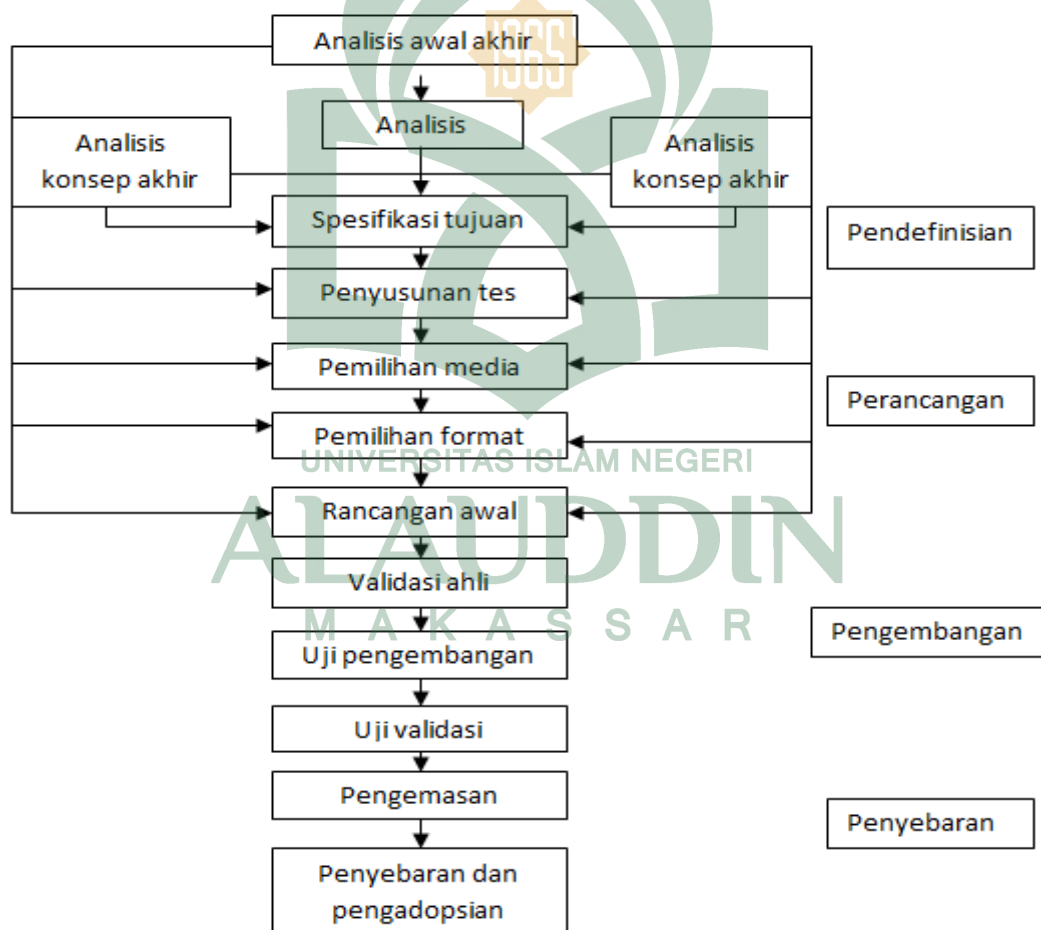 Analisis awal akhir
1965
Analisis
Analisis
konsep akhir
Analisis
konsep akhir
Spesifikasi tujuan
Pendefinisian
Penyusunan tes
Pemilihan media
Perancangan
Pemilihan format
UNIVERSITAS ISLAM NEGERI
Rancangan awal
ALAUDDIN
Validasi ahli
MAKASSAR
Pengembangan
Uji pengembangan
Uji validasi
Pengemasan
Penyebaran
Penyebaran dan
pengadopsian